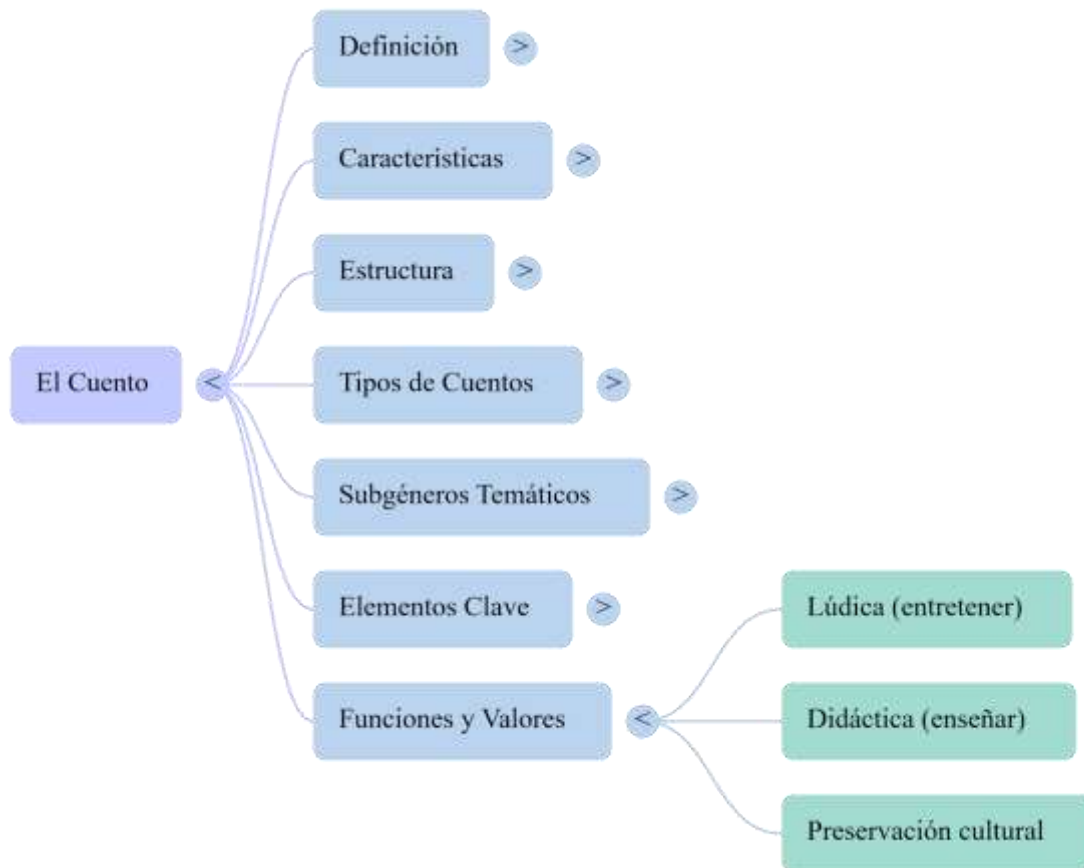 Definición >
Características >
Estructura >
El Cuento <
Tipos de Cuentos >
Subgéneros Temáticos >
Elementos Clave >
Funciones y Valores <
Lúdica (entretener)
Didáctica (enseñar)
Preservación cultural